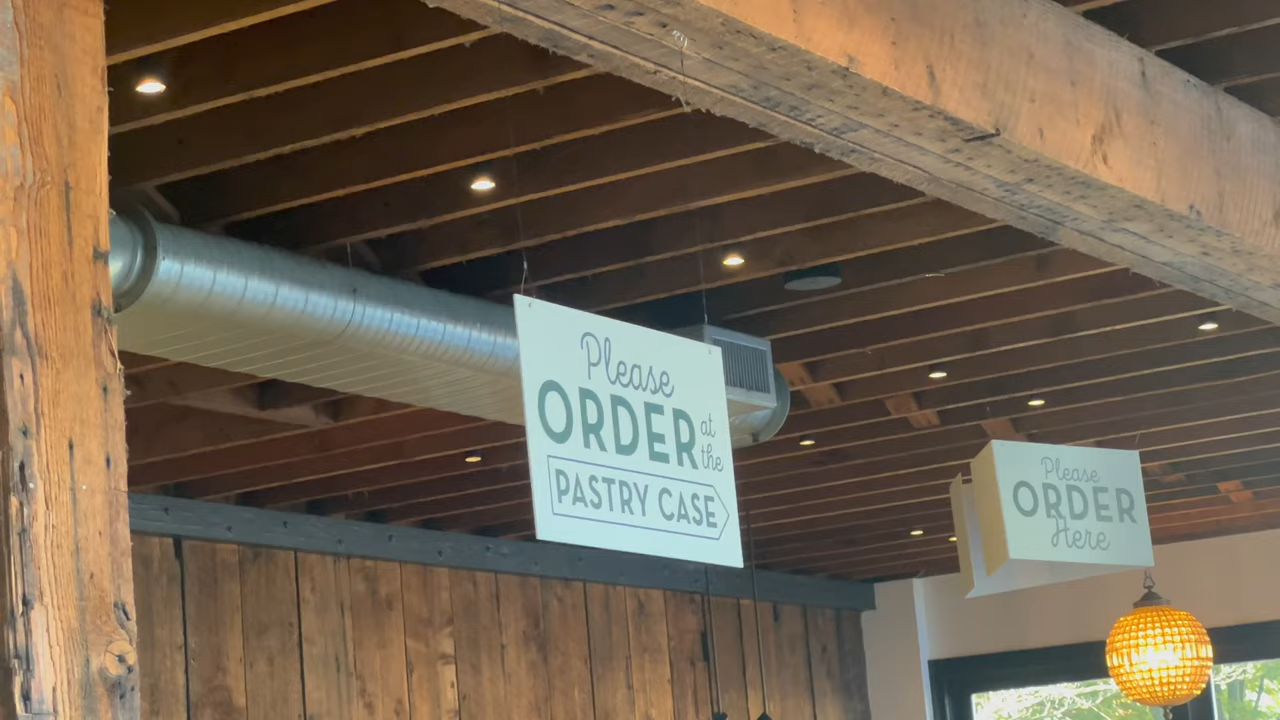 Please
ORDER at
the
PASTRY CASE
Please
ORDER
Here